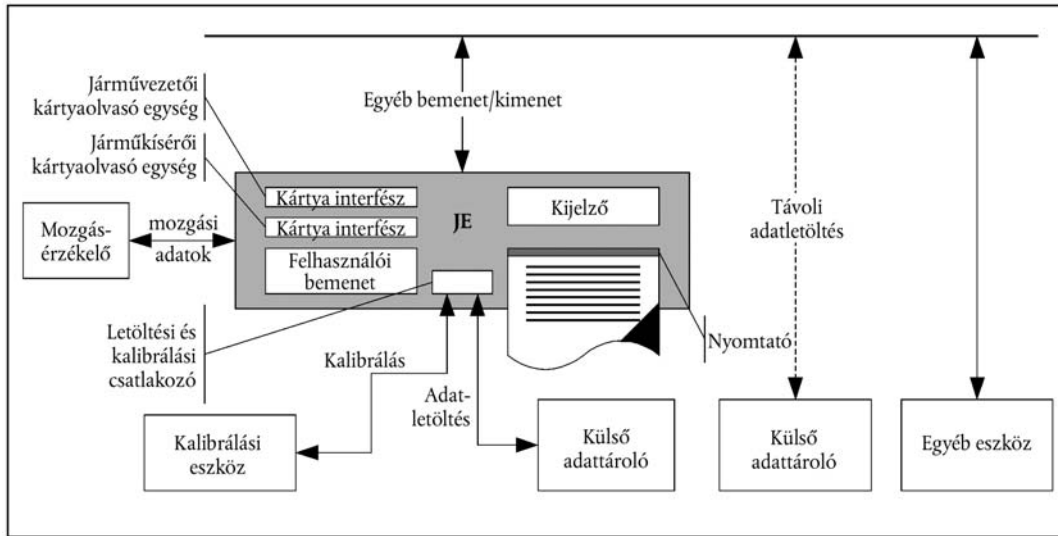 Járművezetői
kártyaolvasó egység
Járműkísérői
kártyaolvasó egység
Egyéb bemenet/kimenet
Kártya interfész
Kártya interfész
Felhasználói
bemenet
JE
Kijelző
Mozgás-
érzékelő
mozgási
adatok
Távoli
adatletöltés
Letöltési és
kalibrálási
csatlakozó
Kalibrálás
Adat-
letöltés
Nyomtató
Kalibrálási
eszköz
Külső
adattároló
Külső
adattároló
Egyéb eszköz